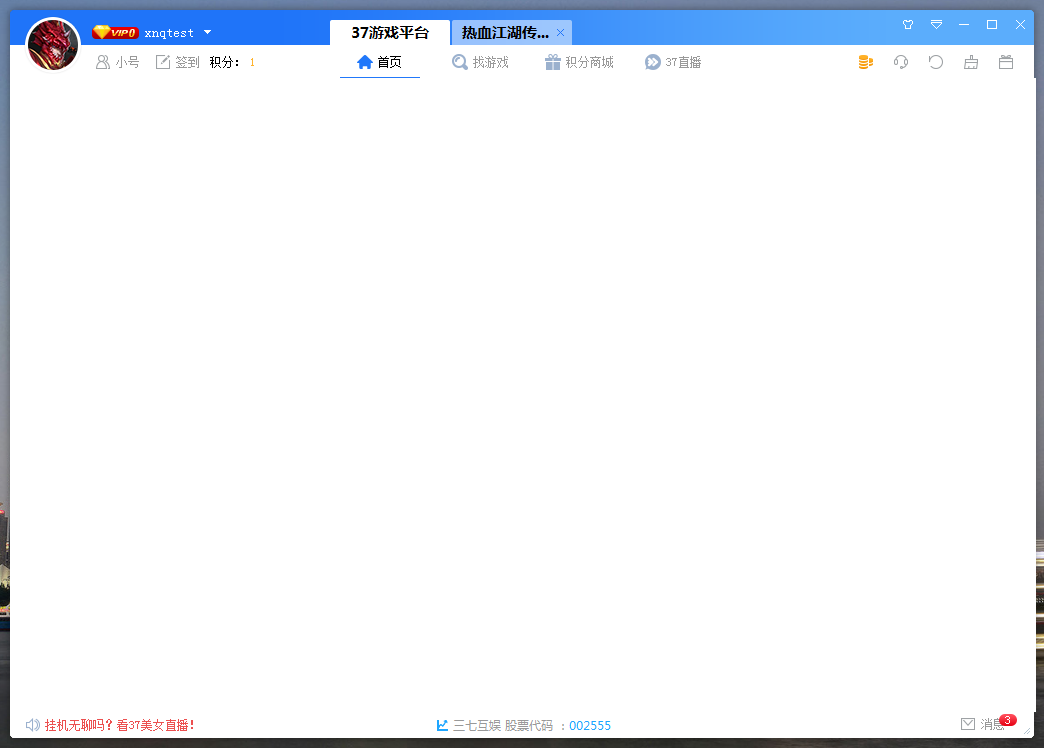 VIP0 xnqtest 37游戏平台 热血江湖传...
小号 签到 积分： 1 首页 找游戏 积分商城 37直播
挂机无聊吗？看37美女直播！ 三七互娱 股票代码 ：002555 消息 3